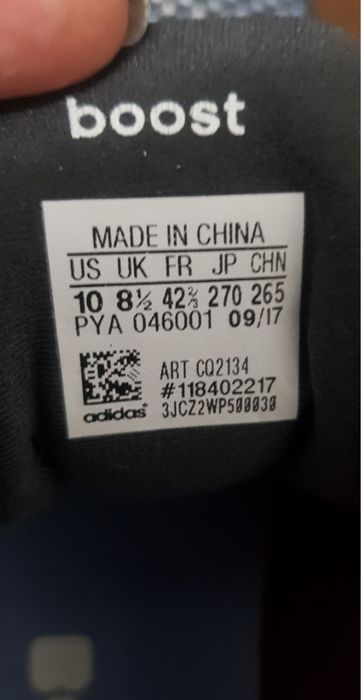 boost
MADE IN CHINA
US UK FR JP CHN
10 8½ 42⅔ 270 265
PYA 046001 09/17
ART CQ2134
#118402217
adidas 3JCZ2WP500030